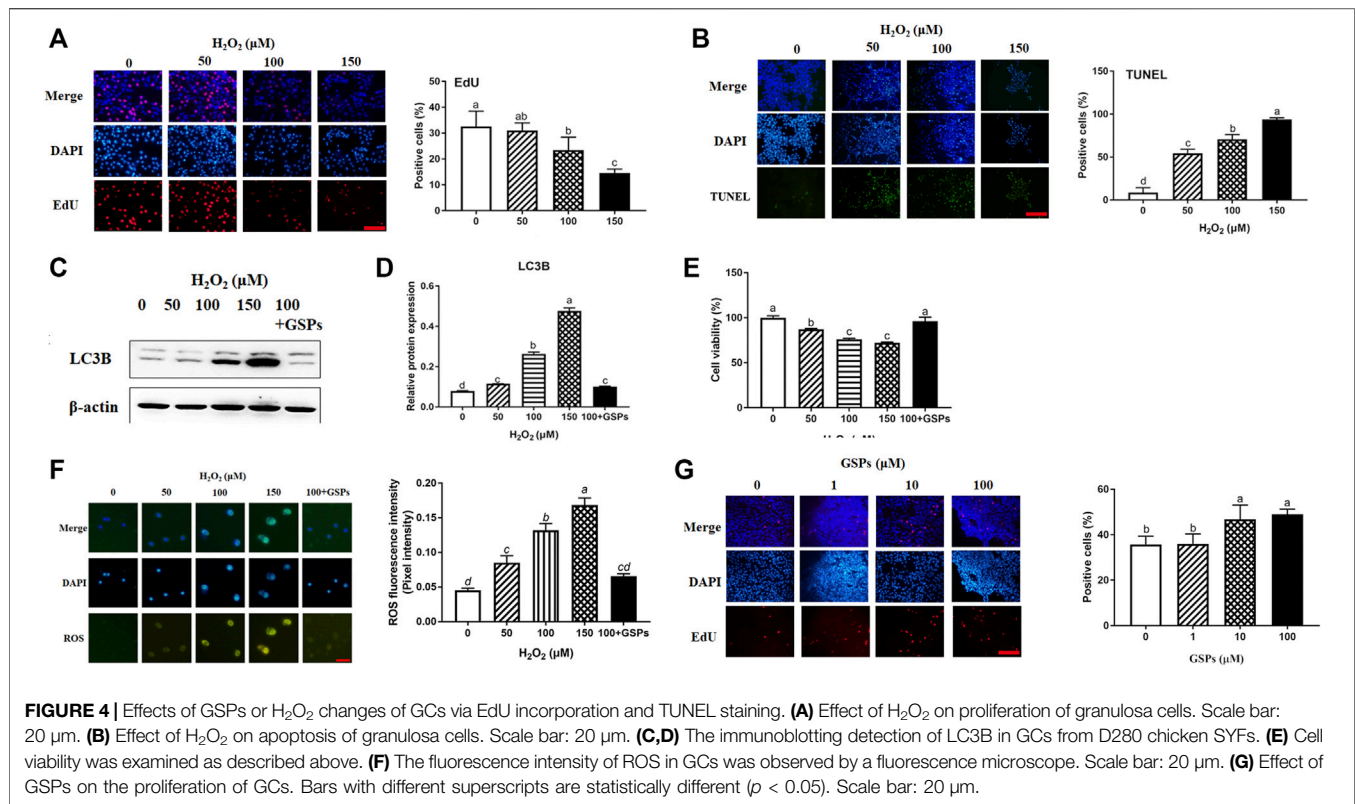 A
H₂O₂ (µM)
0 50 100 150
Merge
DAPI
EdU
EdU
Positive cells (%)
50
40
30
20
10
0
a ab b c
0 50 100 150
B
H₂O₂ (µM)
0 50 100 150
Merge
DAPI
TUNEL
TUNEL
Positive cells (%)
150
100
50
0
d c b a
0 50 100 150
H₂O₂ (µM)
C
H₂O₂ (µM)
0 50 100 150 100
+GSPs
LC3B
β-actin
D
LC3B
Relative protein expression
0.6
0.4
0.2
0.0
d c b a c
0 50 100 150 100+GSPs
H₂O₂ (µM)
E
Cell viability (%)
150
100
50
0
a b c c a
0 50 100 150 100+GSPs
H₂O₂ (µM)
F
H₂O₂ (µM)
0 50 100 150 100+GSPs
Merge
DAPI
ROS
ROS fluorescence intensity
(Pixel intensity)
0.20
0.15
0.10
0.05
0.00
d c b a cd
0 50 100 150 100+GSPs
H₂O₂ (µM)
G
GSPs (µM)
0 1 10 100
Merge
DAPI
EdU
Positive cells (%)
60
40
20
0
b b a a
0 1 10 100
GSPs (µM)
FIGURE 4 | Effects of GSPs or H₂O₂ changes of GCs via EdU incorporation and TUNEL staining. (A) Effect of H₂O₂ on proliferation of granulosa cells. Scale bar:
20 µm. (B) Effect of H₂O₂ on apoptosis of granulosa cells. Scale bar: 20 µm. (C,D) The immunoblotting detection of LC3B in GCs from D280 chicken SYFs. (E) Cell
viability was examined as described above. (F) The fluorescence intensity of ROS in GCs was observed by a fluorescence microscope. Scale bar: 20 µm. (G) Effect of
GSPs on the proliferation of GCs. Bars with different superscripts are statistically different (p < 0.05). Scale bar: 20 µm.